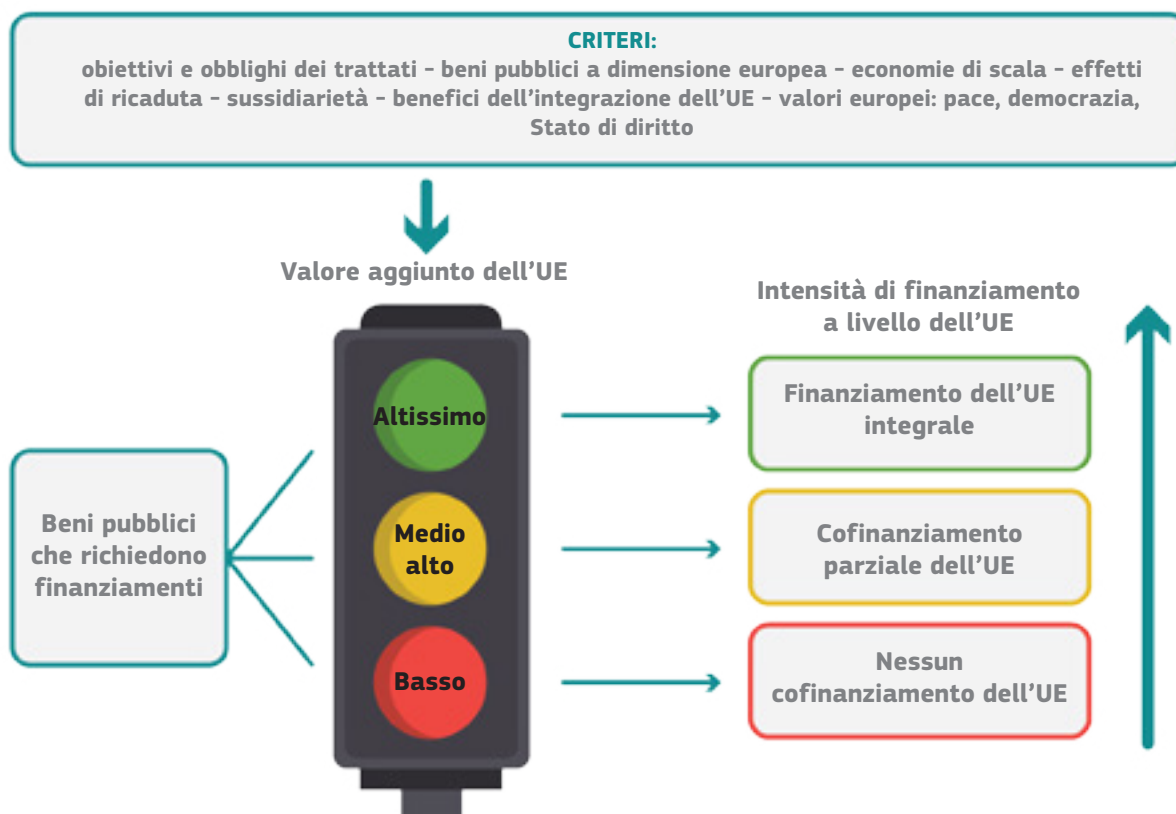 CRITERI:
obiettivi e obblighi dei trattati – beni pubblici a dimensione europea – economie di scala – effetti
di ricaduta – sussidiarietà – benefici dell’integrazione dell’UE – valori europei: pace, democrazia,
Stato di diritto
Valore aggiunto dell’UE
Intensità di finanziamento
a livello dell’UE
Beni pubblici
che richiedono
finanziamenti
Altissimo
Finanziamento dell’UE
integrale
Medio
alto
Cofinanziamento
parziale dell’UE
Basso
Nessun
cofinanziamento dell’UE